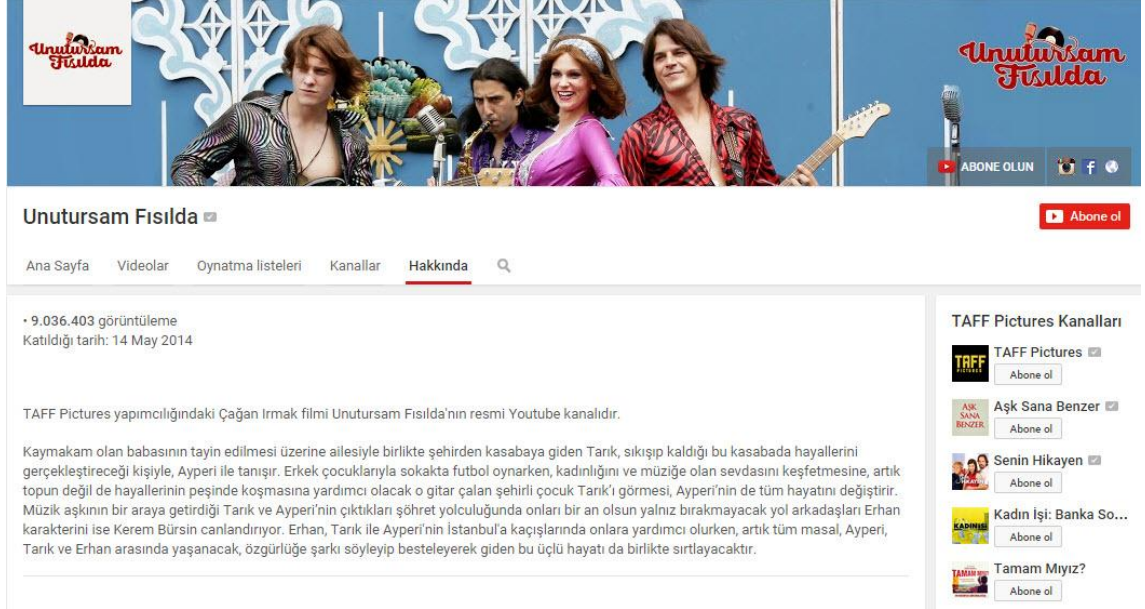 Unutursam
Fısılda
Unutursam
Fısılda
ABONE OLUN
Unutursam Fısılda
Abone ol
Ana Sayfa Videolar Oynatma listeleri Kanallar Hakkında
• 9.036.403 görüntüleme
Katıldığı tarih: 14 May 2014
TAFF Pictures yapımcılığındaki Çağan Irmak filmi Unutursam Fısılda'nın resmi Youtube kanalıdır.
Kaymakam olan babasının tayin edilmesi üzerine ailesiyle birlikte şehirden kasabaya giden Tarık, sıkışıp kaldığı bu kasabada hayallerini
gerçekleştireceği kişiyle, Ayperi ile tanışır. Erkek çocuklarıyla sokakta futbol oynarken, kadınlığını ve müziğe olan sevdasını keşfetmesine, artık
topun değil de hayallerinin peşinde koşmasına yardımcı olacak o gitar çalan şehirli çocuk Tarık'ı görmesi, Ayperi'nin de tüm hayatını değiştirir.
Müzik aşkının bir araya getirdiği Tarık ve Ayperi'nin çıktıkları şöhret yolculuğunda onları bir an olsun yalnız bırakmayacak yol arkadaşları Erhan
karakterini ise Kerem Bürsin canlandırıyor. Erhan, Tarık ile Ayperi'nin İstanbul'a kaçışlarında onlara yardımcı olurken, artık tüm masal, Ayperi,
Tarık ve Erhan arasında yaşanacak, özgürlüğe şarkı söyleyip besteleyerek giden bu üçlü hayatı da birlikte sırtlayacaktır.
TAFF Pictures Kanalları
TAFF
PICTURES
TAFF Pictures
Abone ol
AŞK
SANA
BENZER
Aşk Sana Benzer
Abone ol
Senin Hikayen
Abone ol
KADIN İŞİ
Kadın İşi: Banka So...
Abone ol
TAMAM MIYIZ?
Tamam Mıyız?
Abone ol